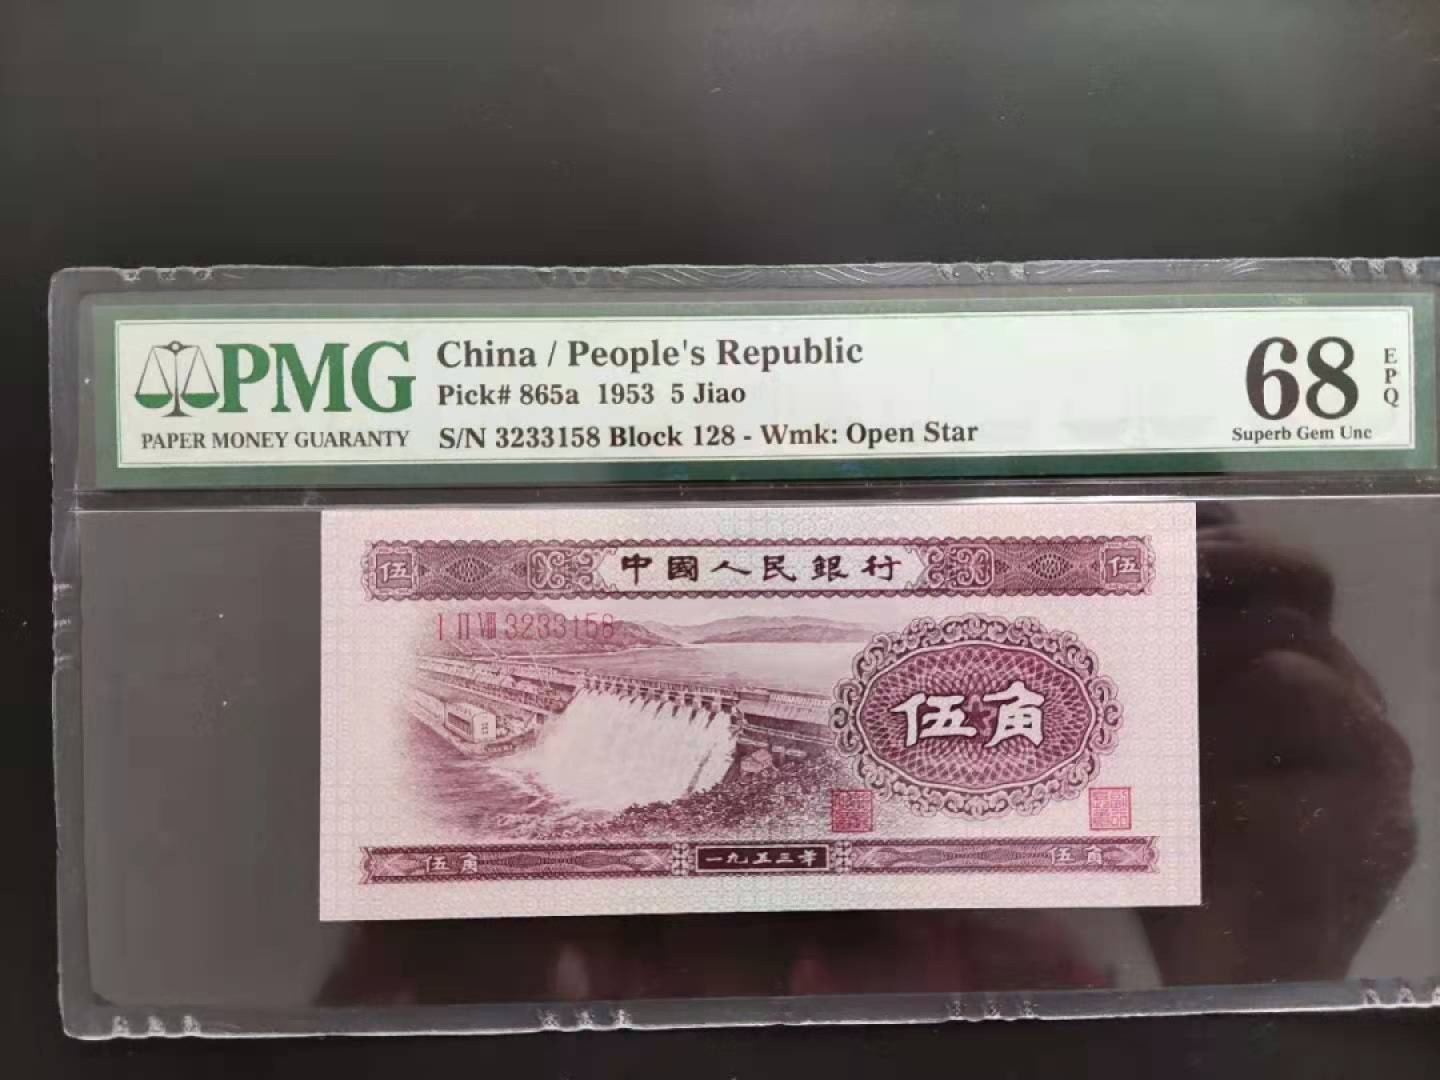 PMG
PAPER MONEY GUARANTY
China / People's Republic
Pick# 865a 1953 5 Jiao
S/N 3233158 Block 128 - Wmk: Open Star
68
EPQ
Superb Gem Unc
伍 中國人民銀行 伍
I II VIII 3233158
伍角
伍角 一九五三年 伍角